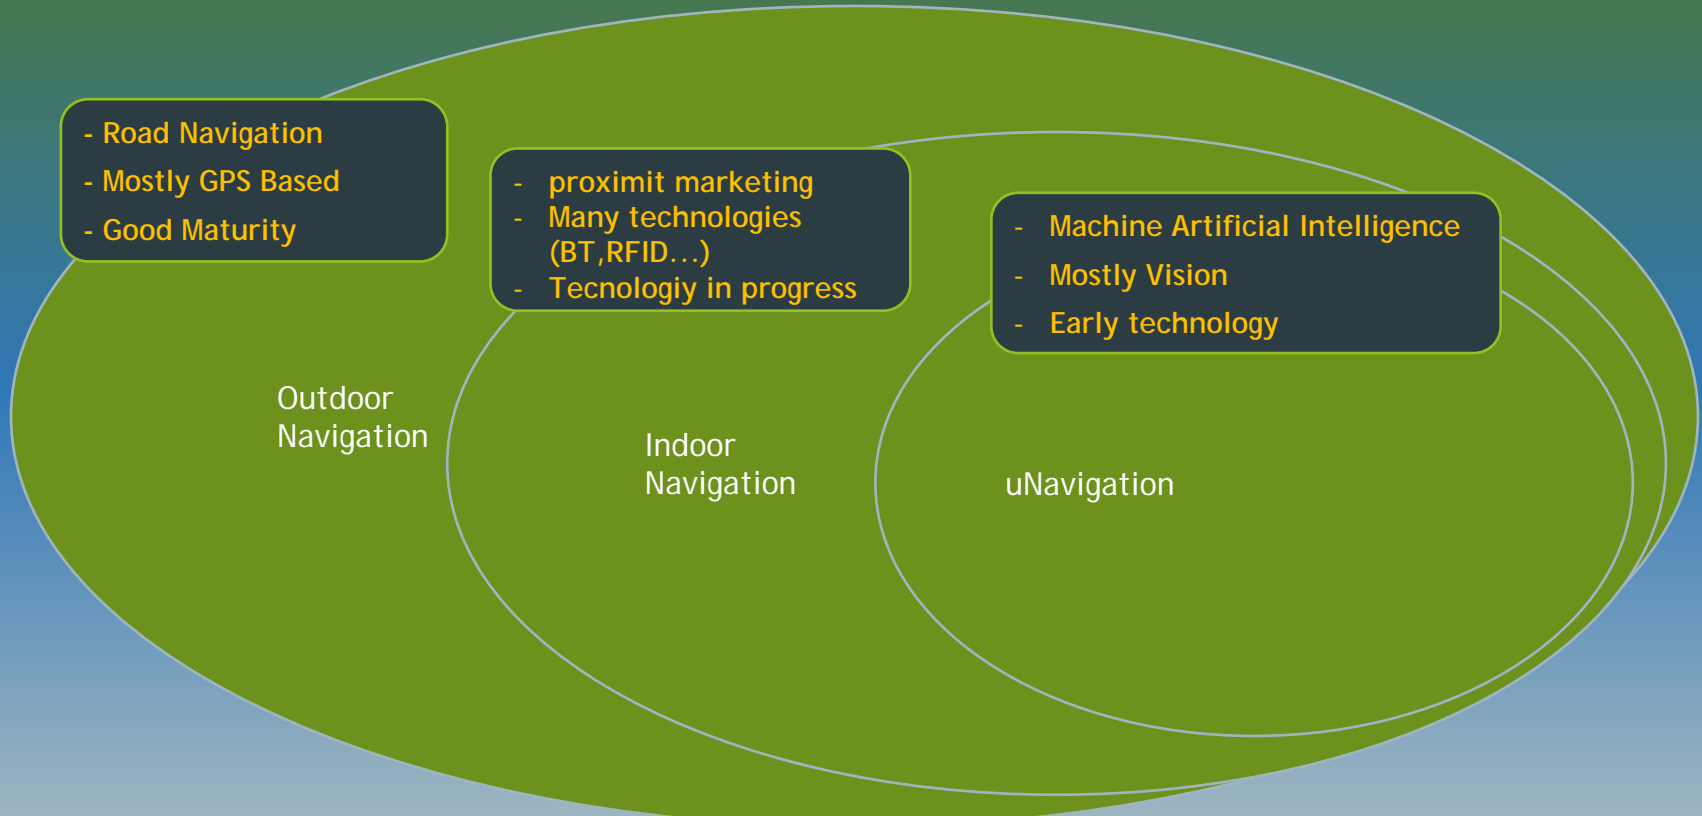 - Road Navigation
- Mostly GPS Based
- Good Maturity
- proximit marketing
- Many technologies
(BT,RFID...)
- Tecnologiy in progress
- Machine Artificial Intelligence
- Mostly Vision
- Early technology
Outdoor
Navigation
Indoor
Navigation
uNavigation